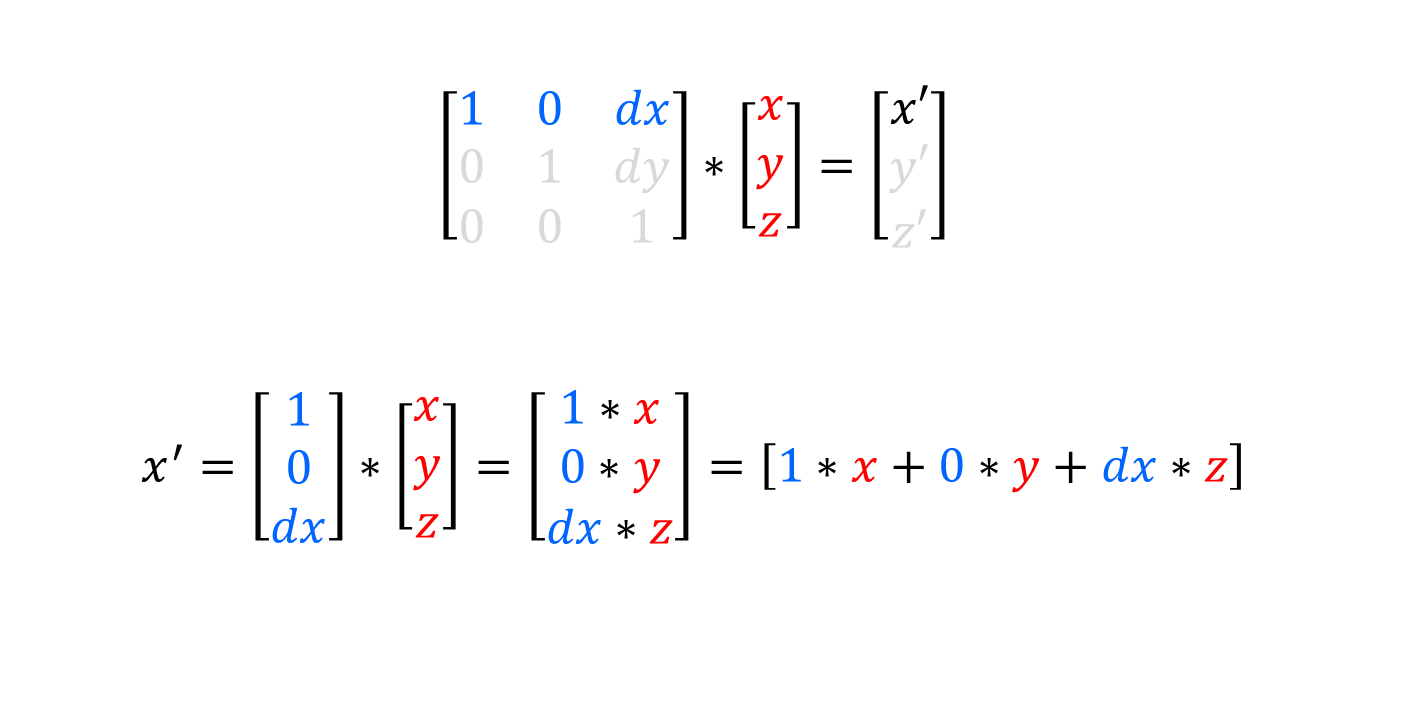 [1 0 dx] [x] [x′]
[0 1 dy] * [y] = [y′]
[0 0 1] [z] [z′]
[1] [x] [1 * x]
x′ = [0] * [y] = [0 * y] = [1 * x + 0 * y + dx * z]
[dx] [z] [dx * z]